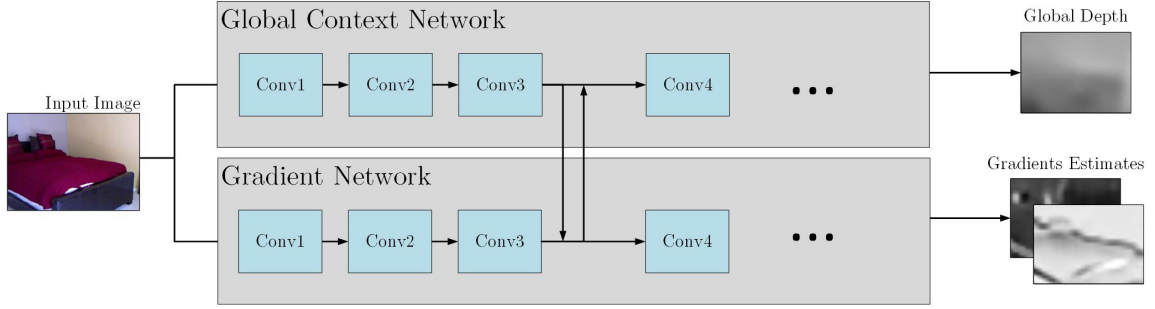 Global Context Network
Conv1
Conv2
Conv3
Conv4
Global Depth
Input Image
Gradient Network
Conv1
Conv2
Conv3
Conv4
Gradients Estimates